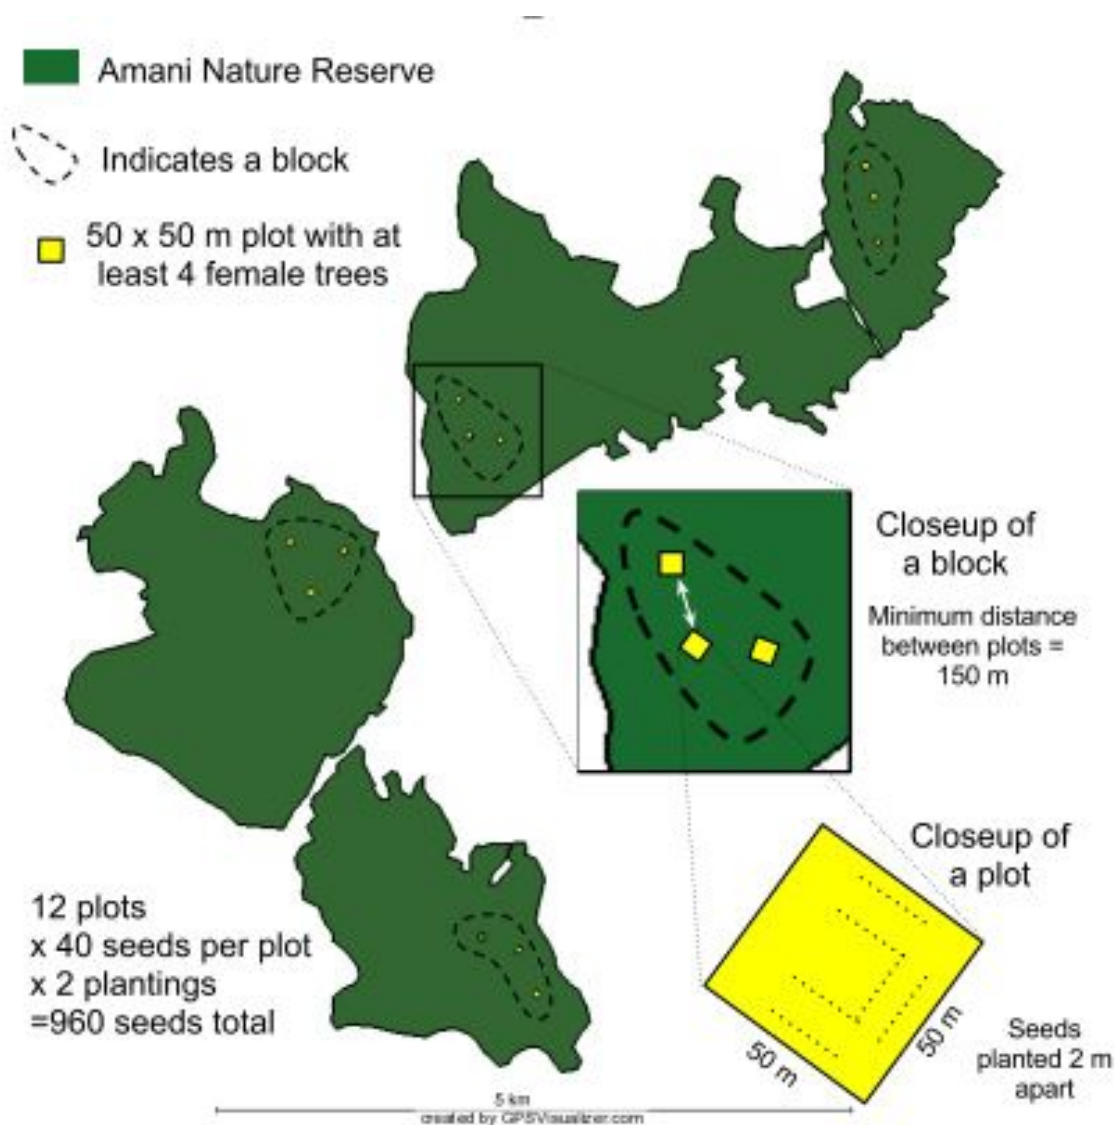 Amani Nature Reserve
Indicates a block
50 x 50 m plot with at
least 4 female trees
Closeup of
a block
Minimum distance
between plots =
150 m
Closeup of
a plot
12 plots
x 40 seeds per plot
x 2 plantings
=960 seeds total
50 m
50 m
Seeds
planted 2 m
apart
5 km
created by GPSVisualizer.com